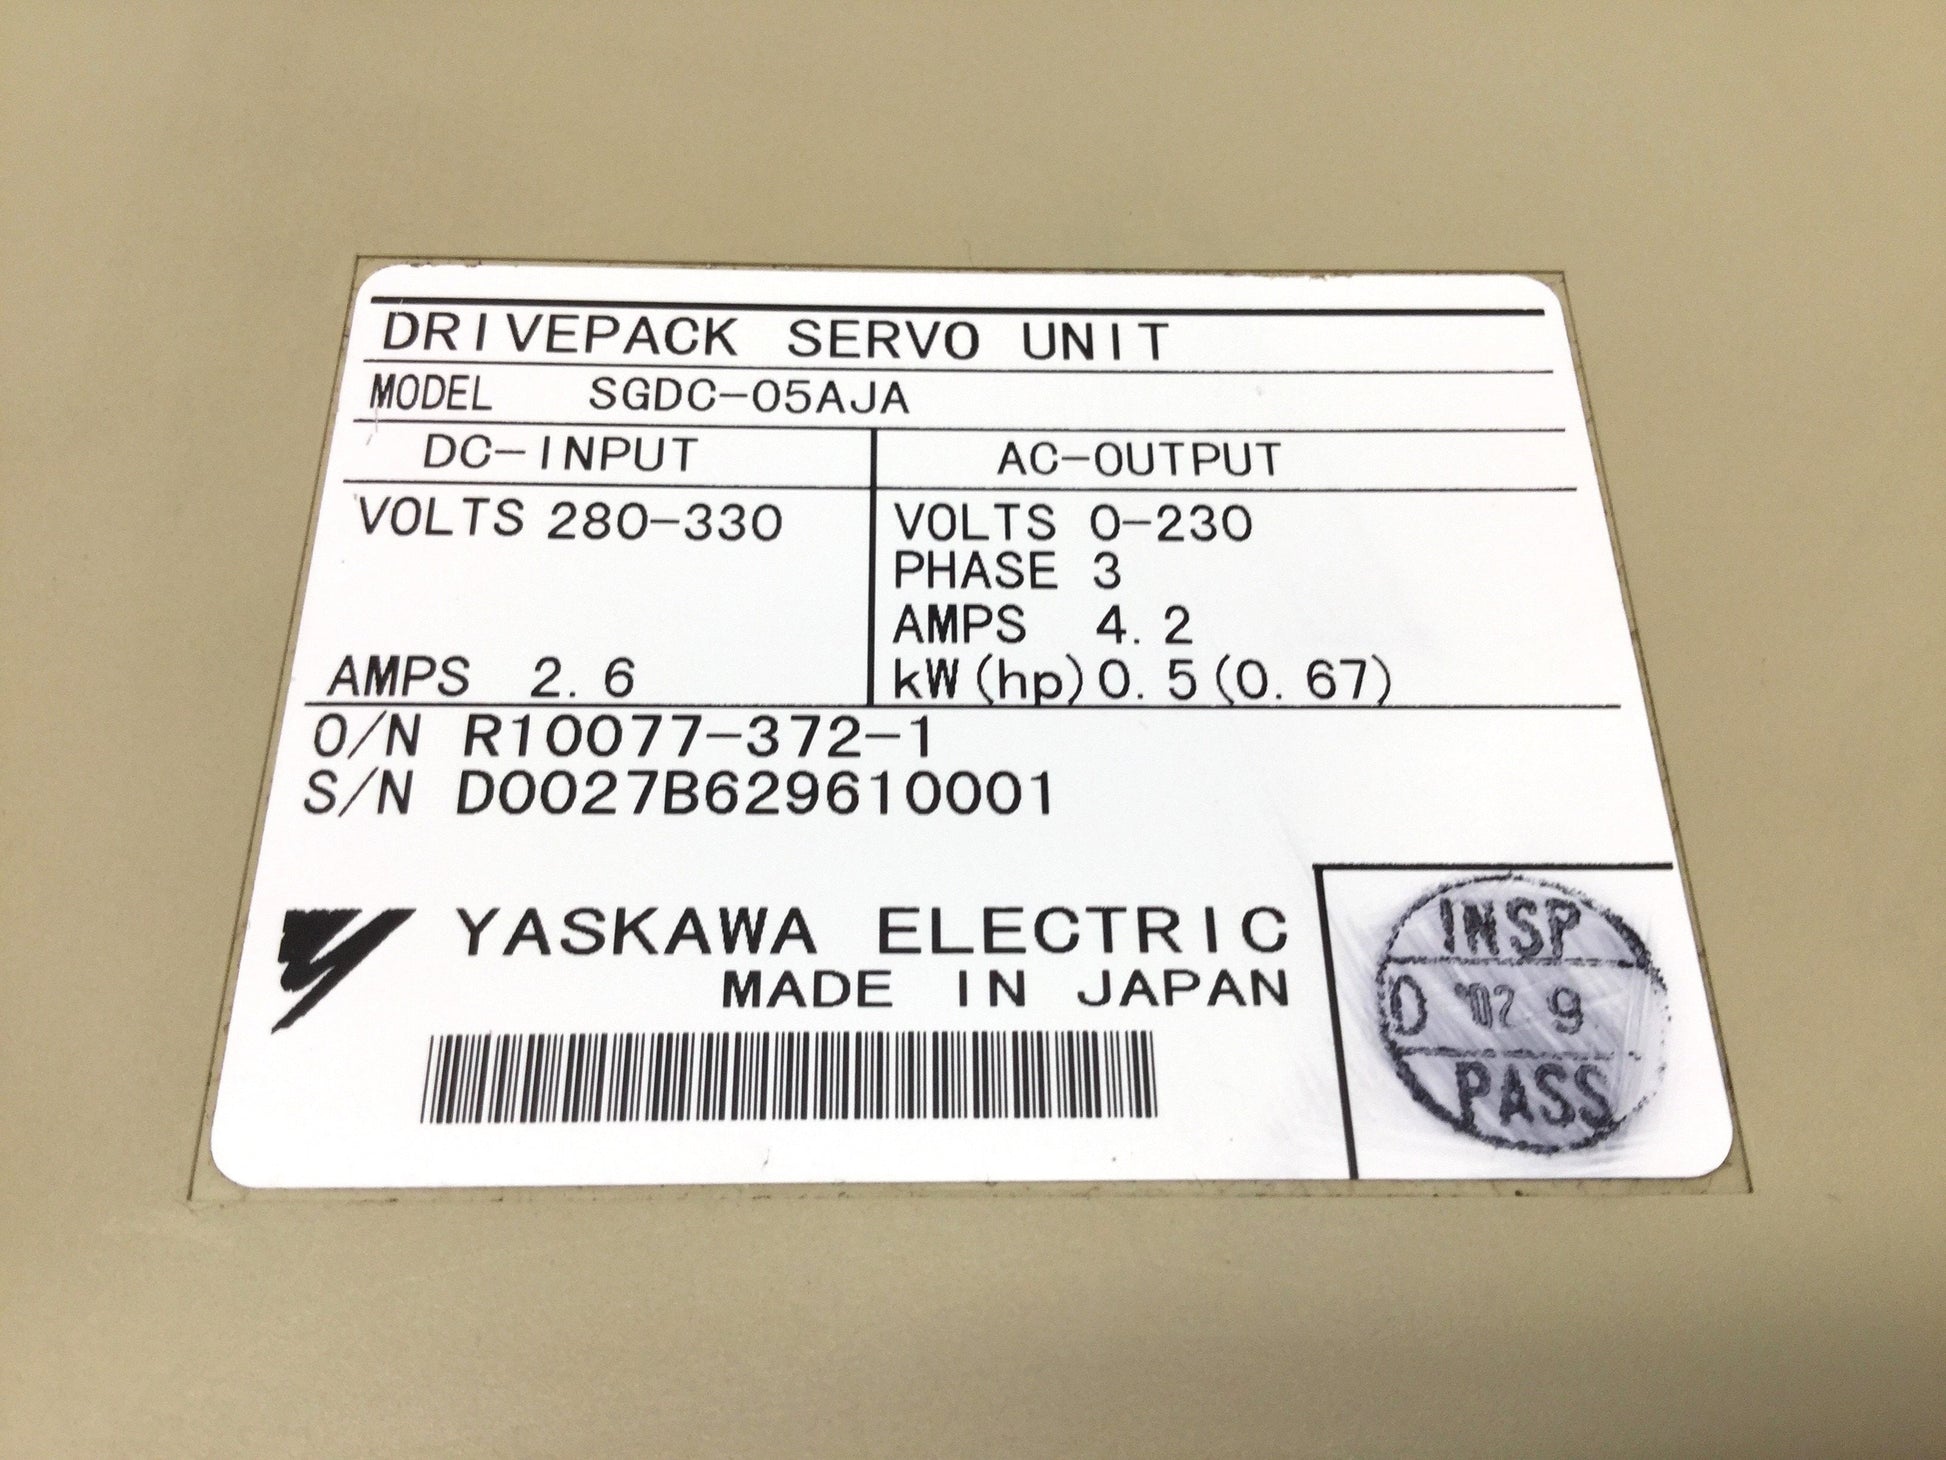 DRIVEPACK SERVO UNIT
MODEL SGDC-05AJA
DC-INPUT AC-OUTPUT
VOLTS 280-330 VOLTS 0-230
PHASE 3
AMPS 4.2
AMPS 2.6 kW(hp)0.5(0.67)
O/N R10077-372-1
S/N D0027B629610001
YASKAWA ELECTRIC
MADE IN JAPAN
INSP
D '07.9
PASS